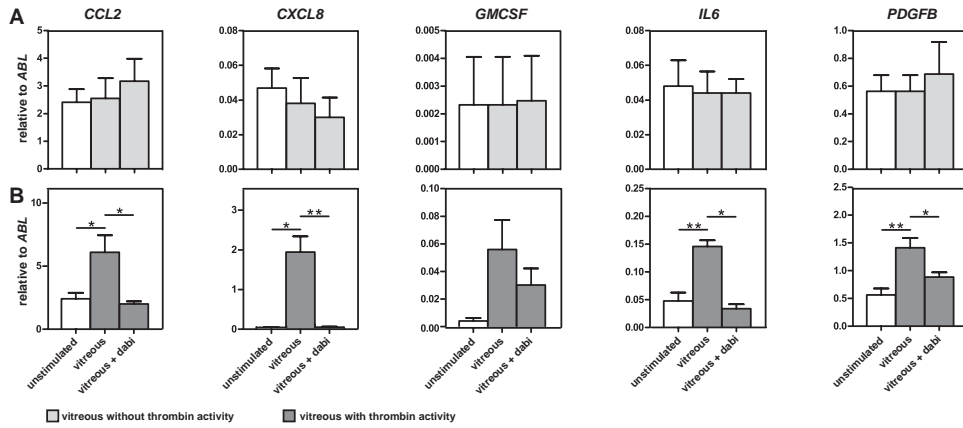 A
CCL2
CXCL8
GMCSF
IL6
PDGFB
relative to ABL
5
4
3
2
1
0
0.08
0.06
0.04
0.02
0.00
0.005
0.004
0.003
0.002
0.001
0.000
0.08
0.06
0.04
0.02
0.00
1.0
0.8
0.6
0.4
0.2
0.0
B
relative to ABL
10
5
0
* *
3
2
1
0
* **
0.10
0.08
0.06
0.04
0.02
0.00
0.15
0.20
0.10
0.05
0.00
** *
2.5
2.0
1.5
1.0
0.5
0.0
** *
unstimulated
vitreous
vitreous + dabi
unstimulated
vitreous
vitreous + dabi
unstimulated
vitreous
vitreous + dabi
unstimulated
vitreous
vitreous + dabi
unstimulated
vitreous
vitreous + dabi
vitreous without thrombin activity
vitreous with thrombin activity